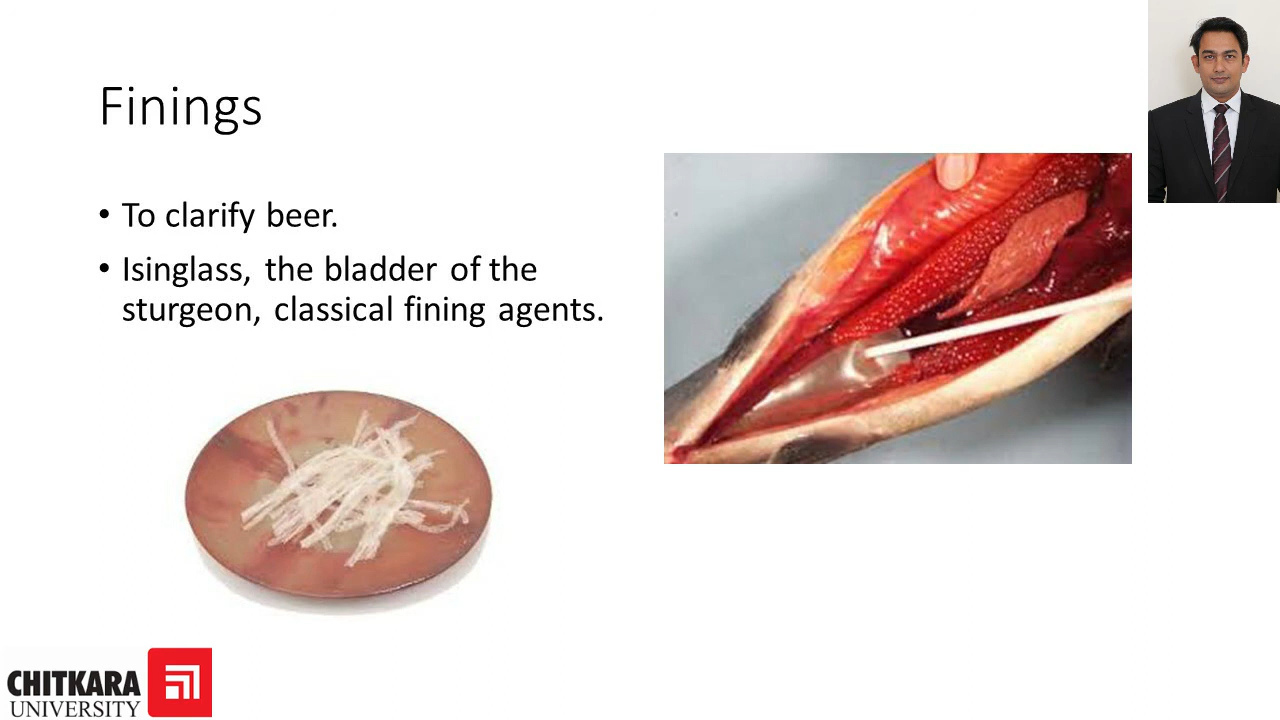 Finings
• To clarify beer.
• Isinglass, the bladder of the
sturgeon, classical fining agents.
CHITKARA
UNIVERSITY